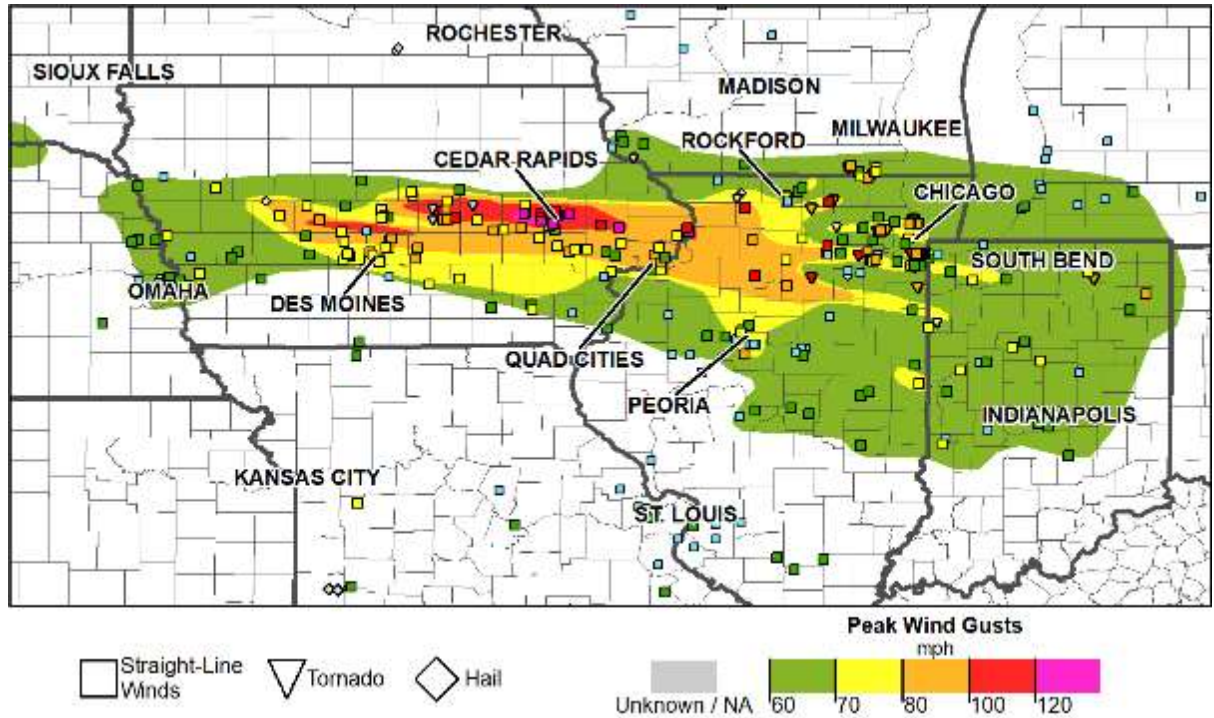 ROCHESTER
SIOUX FALLS
MADISON
ROCKFORD
MILWAUKEE
CEDAR RAPIDS
CHICAGO
SOUTH BEND
OMAHA
DES MOINES
QUAD CITIES
PEORIA
INDIANAPOLIS
KANSAS CITY
ST. LOUIS
Peak Wind Gusts
mph
Straight-Line
Winds
Tornado
Hail
Unknown / NA
60 70 80 100 120